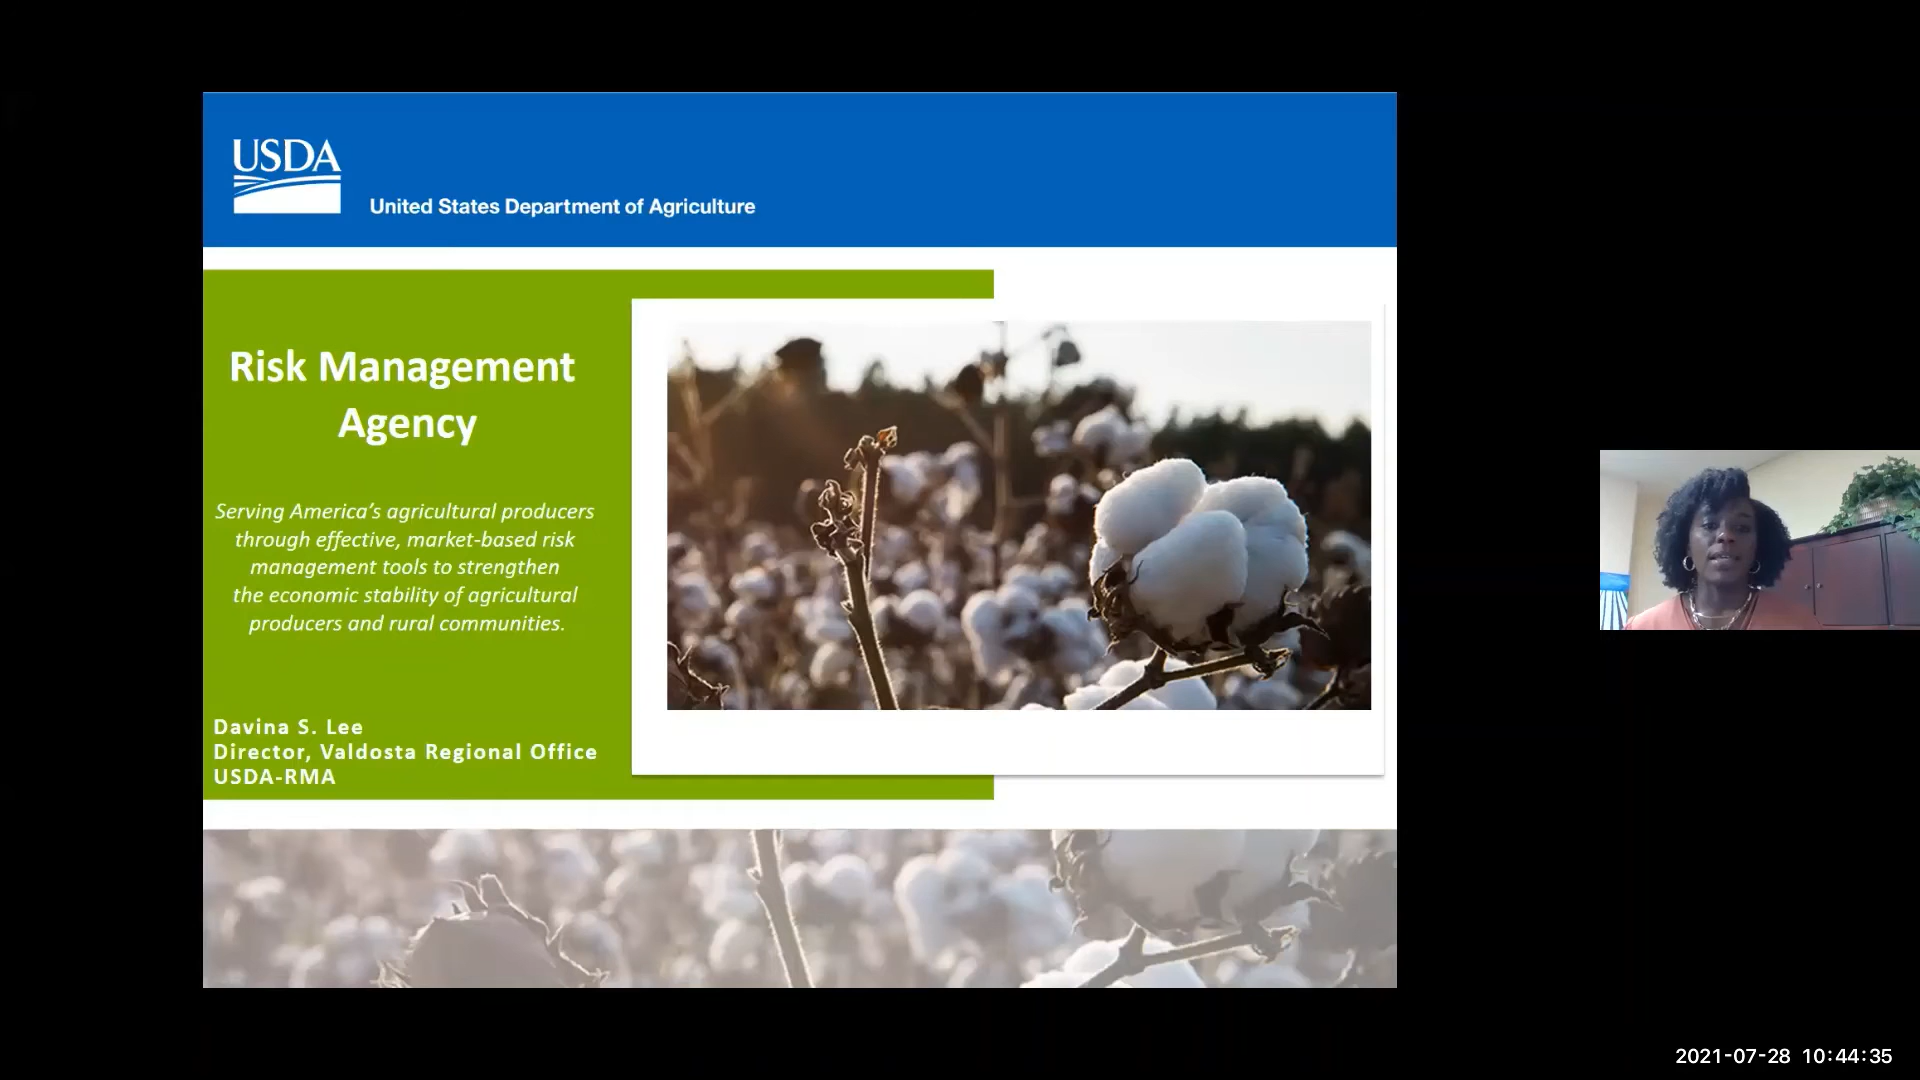 USDA
United States Department of Agriculture
Risk Management
Agency
Serving America’s agricultural producers
through effective, market-based risk
management tools to strengthen
the economic stability of agricultural
producers and rural communities.
Davina S. Lee
Director, Valdosta Regional Office
USDA-RMA
2021-07-28 10:44:35